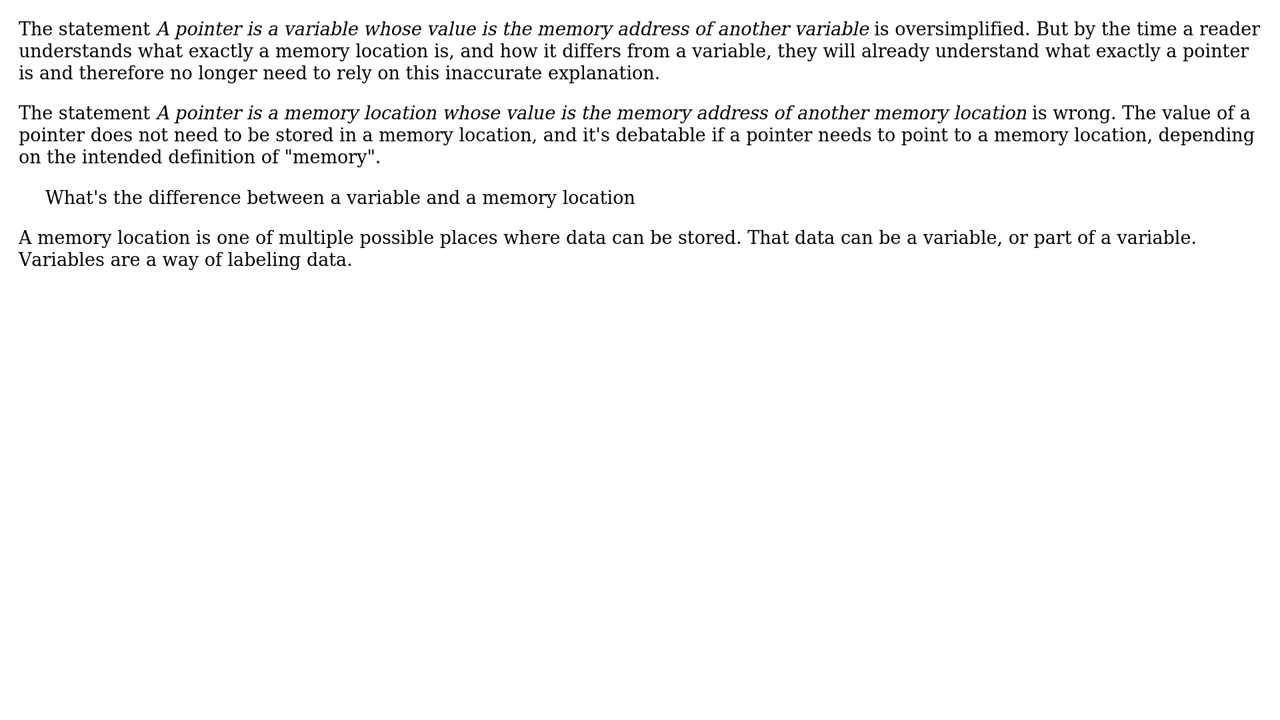 The statement A pointer is a variable whose value is the memory address of another variable is oversimplified. But by the time a reader
understands what exactly a memory location is, and how it differs from a variable, they will already understand what exactly a pointer
is and therefore no longer need to rely on this inaccurate explanation.
The statement A pointer is a memory location whose value is the memory address of another memory location is wrong. The value of a
pointer does not need to be stored in a memory location, and it's debatable if a pointer needs to point to a memory location, depending
on the intended definition of "memory".
What's the difference between a variable and a memory location
A memory location is one of multiple possible places where data can be stored. That data can be a variable, or part of a variable.
Variables are a way of labeling data.